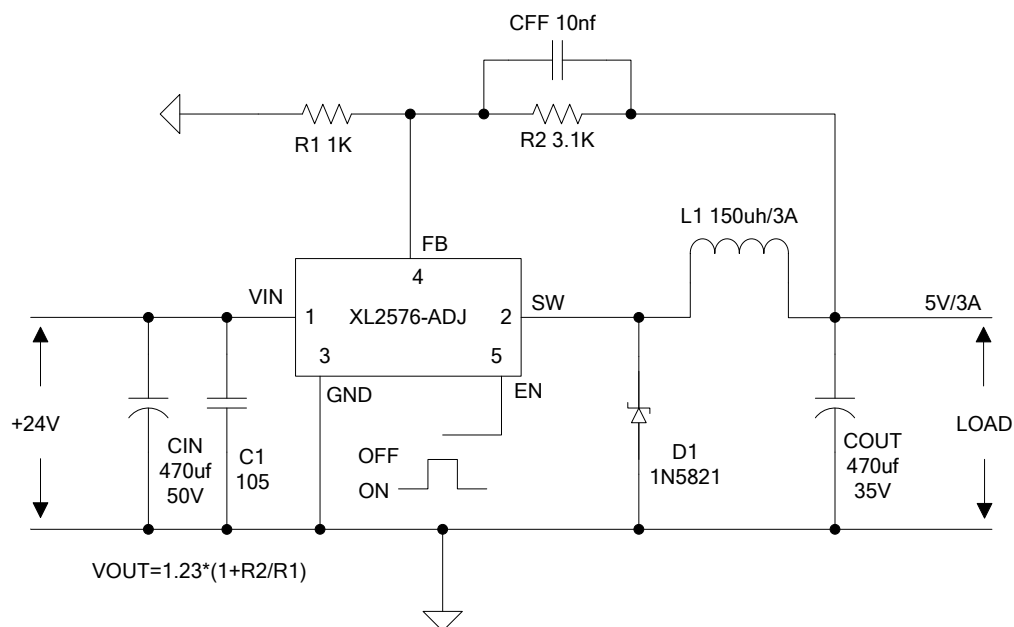 CFF 10nf
R1 1K
R2 3.1K
L1 150uh/3A
FB
4
VIN
1
XL2576-ADJ
2
SW
5V/3A
3
5
GND
EN
+24V
CIN
470uf
50V
C1
105
OFF
ON
D1
1N5821
COUT
470uf
35V
LOAD
VOUT=1.23*(1+R2/R1)